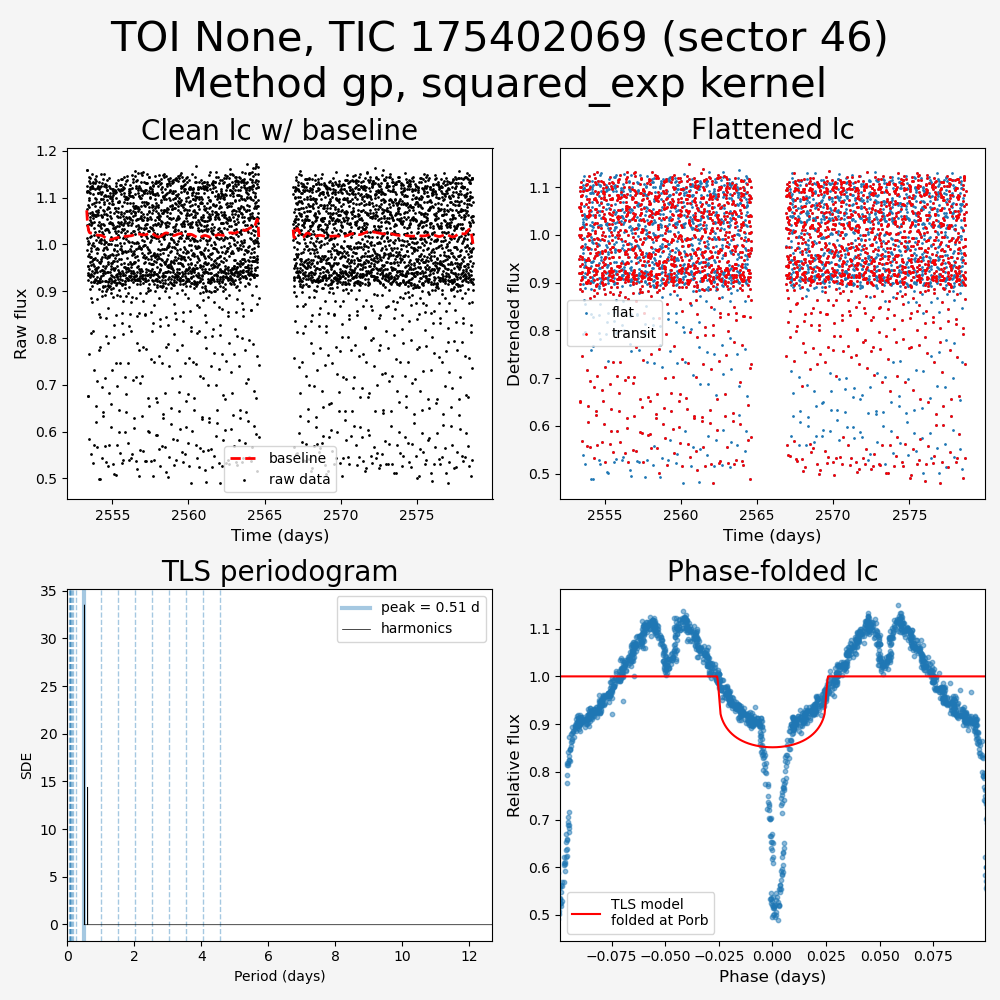 TOI None, TIC 175402069 (sector 46)
Method gp, squared_exp kernel
Clean lc w/ baseline
1.2
1.1
1.0
0.9
0.8
0.7
0.6
0.5
Raw flux
baseline
raw data
2555
2560
2565
2570
2575
Time (days)
Flattened lc
1.1
1.0
0.9
0.8
0.7
0.6
0.5
Detrended flux
flat
transit
2555
2560
2565
2570
2575
Time (days)
TLS periodogram
35
30
25
20
15
10
5
0
SDE
peak = 0.51 d
harmonics
0
2
4
6
8
10
12
Period (days)
Phase-folded lc
1.1
1.0
0.9
0.8
0.7
0.6
0.5
Relative flux
TLS model
folded at Porb
−0.075
−0.050
−0.025
0.000
0.025
0.050
0.075
Phase (days)